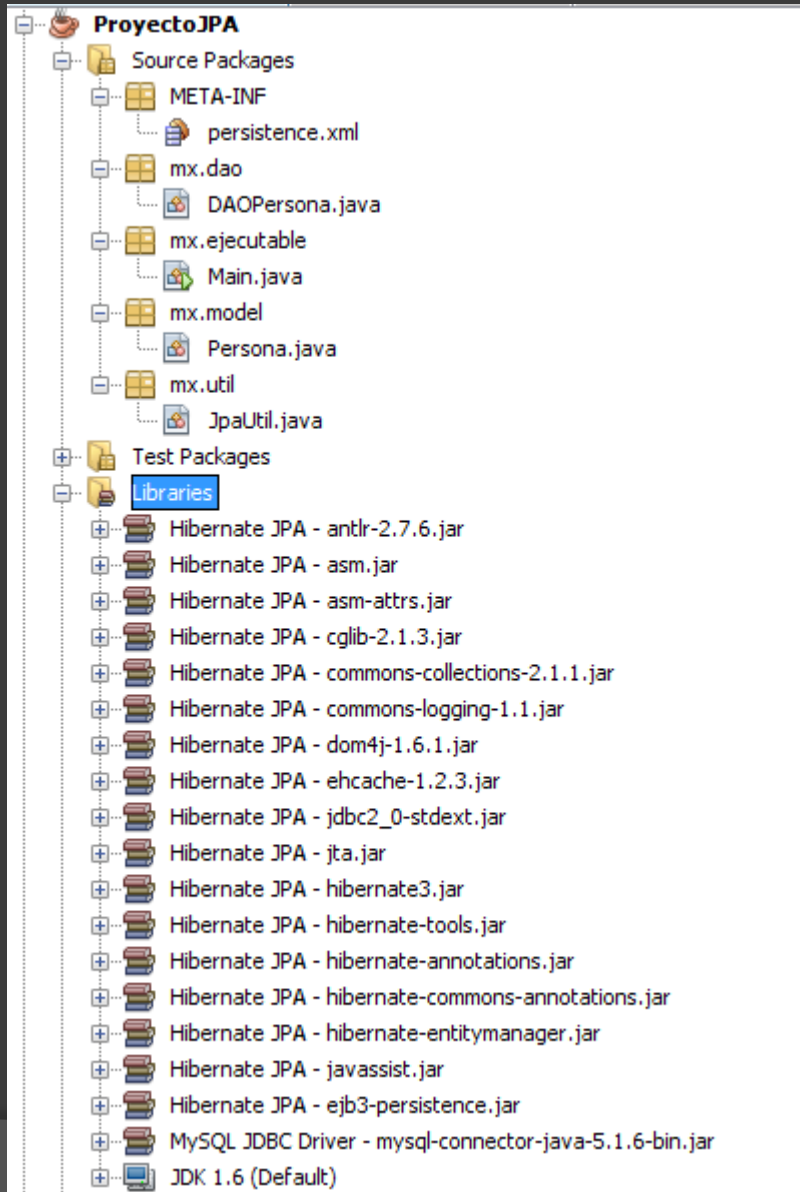 ProyectoJPA
Source Packages
META-INF
persistence.xml
mx.dao
DAOPersona.java
mx.ejecutable
Main.java
mx.model
Persona.java
mx.util
JpaUtil.java
Test Packages
Libraries
Hibernate JPA - antlr-2.7.6.jar
Hibernate JPA - asm.jar
Hibernate JPA - asm-attrs.jar
Hibernate JPA - cglib-2.1.3.jar
Hibernate JPA - commons-collections-2.1.1.jar
Hibernate JPA - commons-logging-1.1.jar
Hibernate JPA - dom4j-1.6.1.jar
Hibernate JPA - ehcache-1.2.3.jar
Hibernate JPA - jdbc2_0-stdext.jar
Hibernate JPA - jta.jar
Hibernate JPA - hibernate3.jar
Hibernate JPA - hibernate-tools.jar
Hibernate JPA - hibernate-annotations.jar
Hibernate JPA - hibernate-commons-annotations.jar
Hibernate JPA - hibernate-entitymanager.jar
Hibernate JPA - javassist.jar
Hibernate JPA - ejb3-persistence.jar
MySQL JDBC Driver - mysql-connector-java-5.1.6-bin.jar
JDK 1.6 (Default)